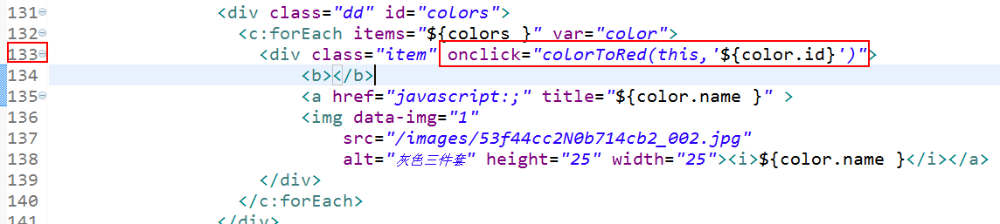 131 <div class="dd" id="colors">
132 <c:forEach items="${colors }" var="color">
133 <div class="item" onclick="colorToRed(this,'${color.id}')">
134 <b></b>
135 <a href="javascript:;" title="${color.name }" >
136 <img data-img="1"
137 src="/images/53f44cc2N0b714cb2_002.jpg"
138 alt="灰色三件套" height="25" width="25"><i>${color.name }</i></a>
139 </div>
140 </c:forEach>
141 </div>